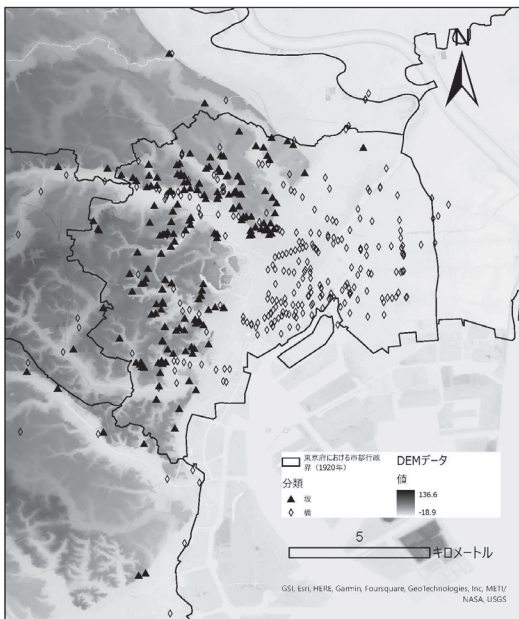 N
東京府における市郡行政
界（1920年）
分類
坂
橋
DEMデータ
値
136.6
-18.9
5
キロメートル
GSI, Esri, HERE, Garmin, Foursquare, GeoTechnologies, Inc, METI/
NASA, USGS